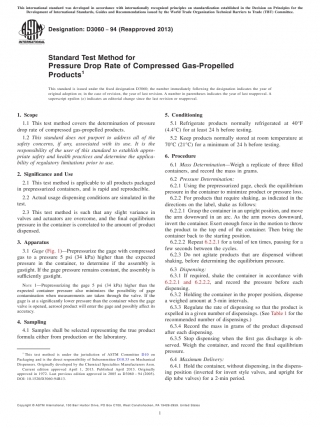 This international standard was developed in accordance with internationally recognized principles on standardization established in the Decision on Principles for the
Development of International Standards, Guides and Recommendations issued by the World Trade Organization Technical Barriers to Trade (TBT) Committee.
Designation: D3060 − 94 (Reapproved 2013)
INTERNATIONAL
Standard Test Method for
Pressure Drop Rate of Compressed Gas-Propelled
Products1
This standard is issued under the fixed designation D3060; the number immediately following the designation indicates the year of
original adoption or, in the case of revision, the year of last revision. A number in parentheses indicates the year of last reapproval. A
superscript epsilon (ε) indicates an editorial change since the last revision or reapproval.
1. Scope
1.1 This test method covers the determination of pressure
drop rate of compressed gas-propelled products.
1.2 This standard does not purport to address all of the
safety concerns, if any, associated with its use. It is the
responsibility of the user of this standard to establish appro-
priate safety and health practices and determine the applica-
bility of regulatory limitations prior to use.
2. Significance and Use
2.1 This test method is applicable to all products packaged
in prepressurized containers, and is rapid and reproducible.
2.2 Actual usage dispensing conditions are simulated in the
test.
2.3 This test method is such that any slight variance in
valves and actuators are overcome, and the final equilibrium
pressure in the container is correlated to the amount of product
dispensed.
3. Apparatus
3.1 Gage (Fig. 1)—Prepressurize the gage with compressed
gas to a pressure 5 psi (34 kPa) higher than the expected
pressure in the container, to determine if the assembly is
gastight. If the gage pressure remains constant, the assembly is
sufficiently gastight.
NOTE 1—Prepressurizing the gage 5 psi (34 kPa) higher than the
expected container pressure also minimizes the possibility of gage
contamination when measurements are taken through the valve. If the
gage is at a significantly lower pressure than the container when the gage
valve is opened, aerosol product will enter the gage and possibly affect its
accuracy.
4. Sampling
4.1 Samples shall be selected representing the true product
formula either from production or the laboratory.
1 This test method is under the jurisdiction of ASTM Committee D10 on
Packaging and is the direct responsibility of Subcommittee D10.33 on Mechanical
Dispensers. Originally developed by the Chemical Specialties Manufacturers Assn.
Current edition approved April 1, 2013. Published April 2013. Originally
approved in 1972. Last previous edition approved in 2005 as D3060 – 94 (2005).
DOI: 10.1520/D3060-94R13.
5. Conditioning
5.1 Refrigerate products normally refrigerated at 40°F
(4.4°C) for at least 24 h before testing.
5.2 Keep products normally stored at room temperature at
70°C (21°C) for a minimum of 24 h before testing.
6. Procedure
6.1 Mass Determination—Weigh a replicate of three filled
containers, and record the mass in grams.
6.2 Pressure Determination:
6.2.1 Using the prepressurized gage, check the equilibrium
pressure in the container to minimize product or pressure loss.
6.2.2 For products that require shaking, as indicated in the
directions on the label, shake as follows:
6.2.2.1 Grasp the container in an upright position, and move
the arm downward in an arc. As the arm moves downward,
invert the container. Exert enough force in the motion to throw
the product to the top end of the container. Then bring the
container back to the starting position.
6.2.2.2 Repeat 6.2.2.1 for a total of ten times, pausing for a
few seconds between the cycles.
6.2.3 Do not agitate products that are dispensed without
shaking, before determining the equilibrium pressure.
6.3 Dispensing:
6.3.1 If required, shake the container in accordance with
6.2.2.1 and 6.2.2.2, and record the pressure before each
dispensing.
6.3.2 Holding the container in the proper position, dispense
a weighed amount at 5-min intervals.
6.3.3 Regulate the rate of dispensing so that the product is
expelled in a given number of dispensings. (See Table 1 for the
recommended number of dispensings.)
6.3.4 Record the mass in grams of the product dispensed
after each dispensing.
6.3.5 Stop dispensing when the first gas discharge is ob-
served. Weigh the container, and record the final equilibrium
pressure.
6.4 Maximum Delivery:
6.4.1 Hold the container, without dispensing, in the dispens-
ing position (inverted for invert style valves, and upright for
dip tube valves) for a 2-min period.
Copyright © ASTM International, 100 Barr Harbor Drive, PO Box C700, West Conshohocken, PA 19428-2959. United States
1